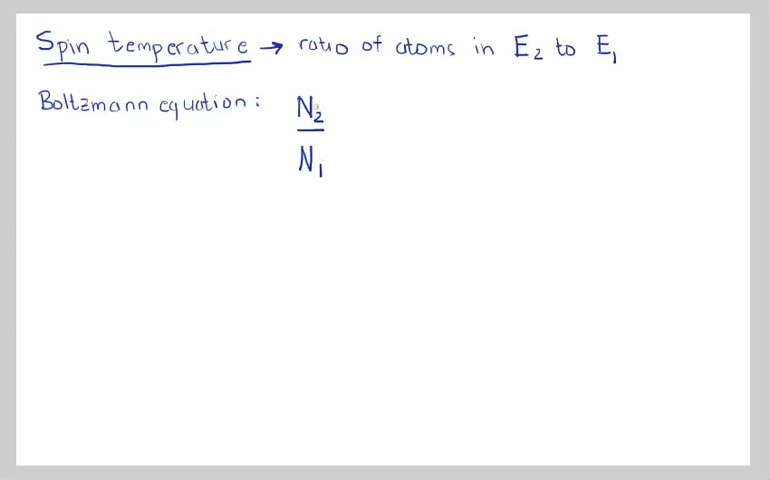 Spin temperature → ratio of atoms in E₂ to E₁
Boltzmann equation: N₂
N₁